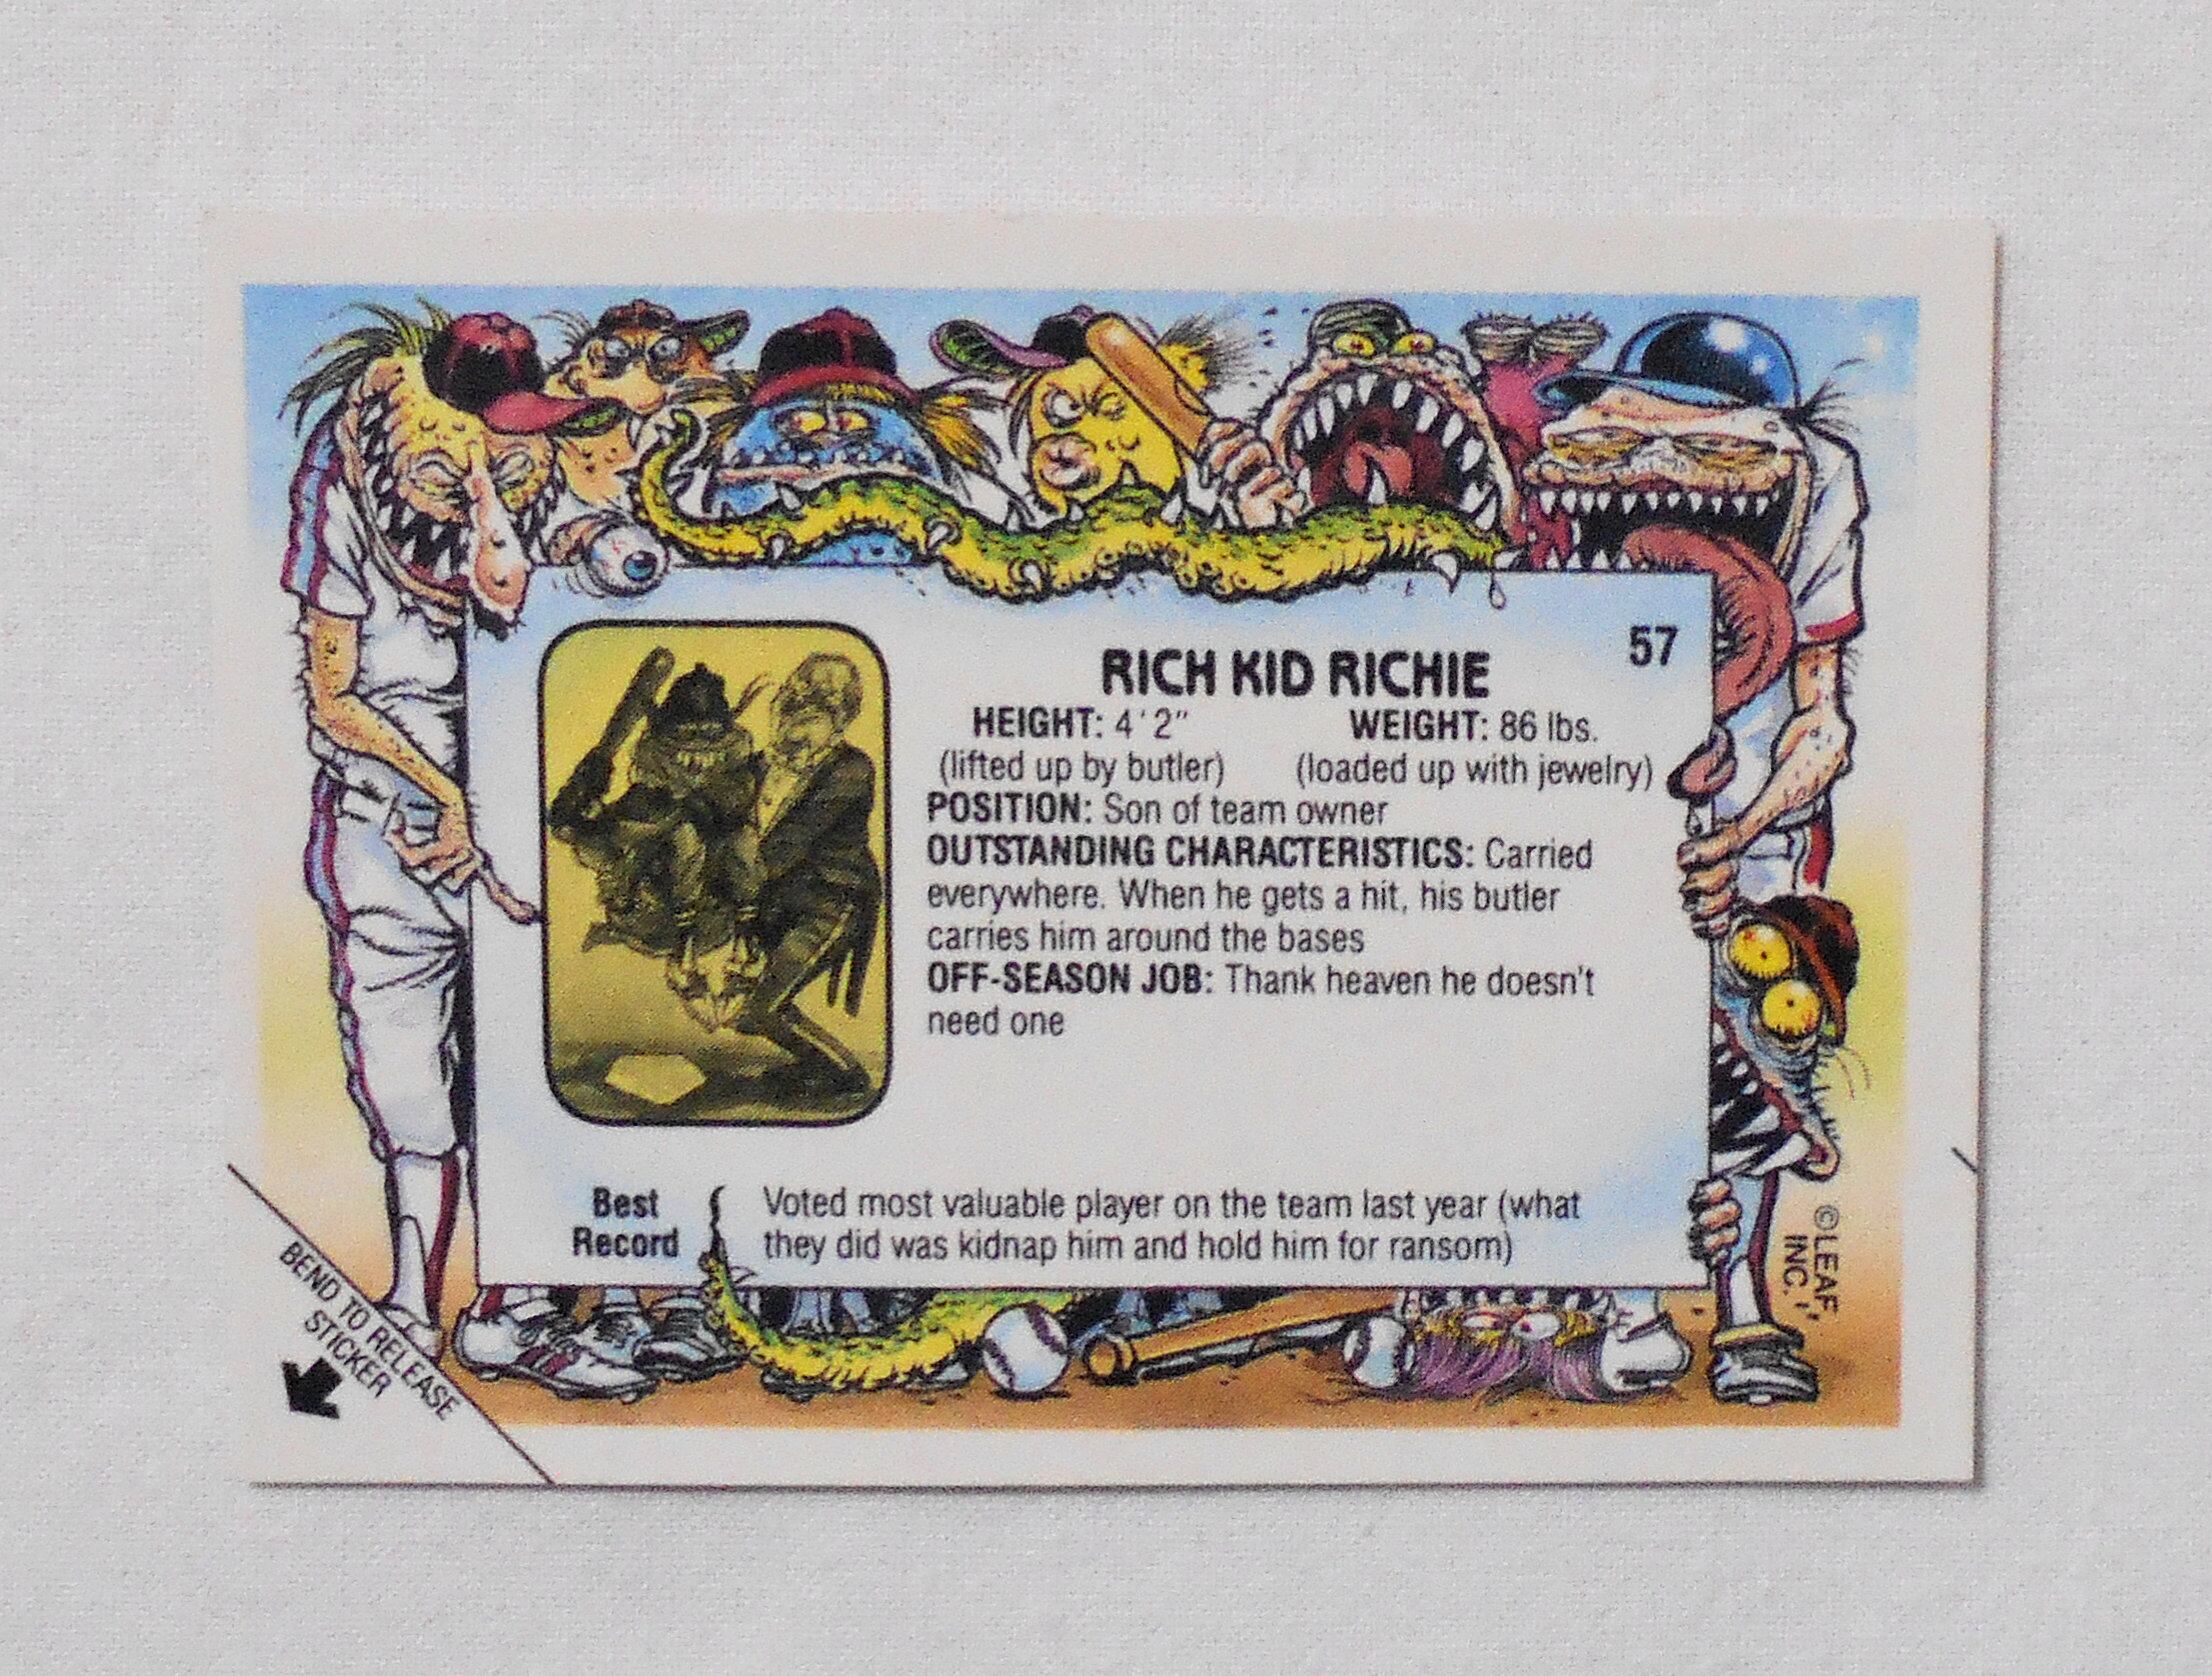 57
RICH KID RICHIE
HEIGHT: 4'2" WEIGHT: 86 lbs.
(lifted up by butler) (loaded up with jewelry)
POSITION: Son of team owner
OUTSTANDING CHARACTERISTICS: Carried
everywhere. When he gets a hit, his butler
carries him around the bases
OFF-SEASON JOB: Thank heaven he doesn't
need one
Best
Record
Voted most valuable player on the team last year (what
they did was kidnap him and hold him for ransom)
©LEAF,
INC.
BEND TO RELEASE
STICKER